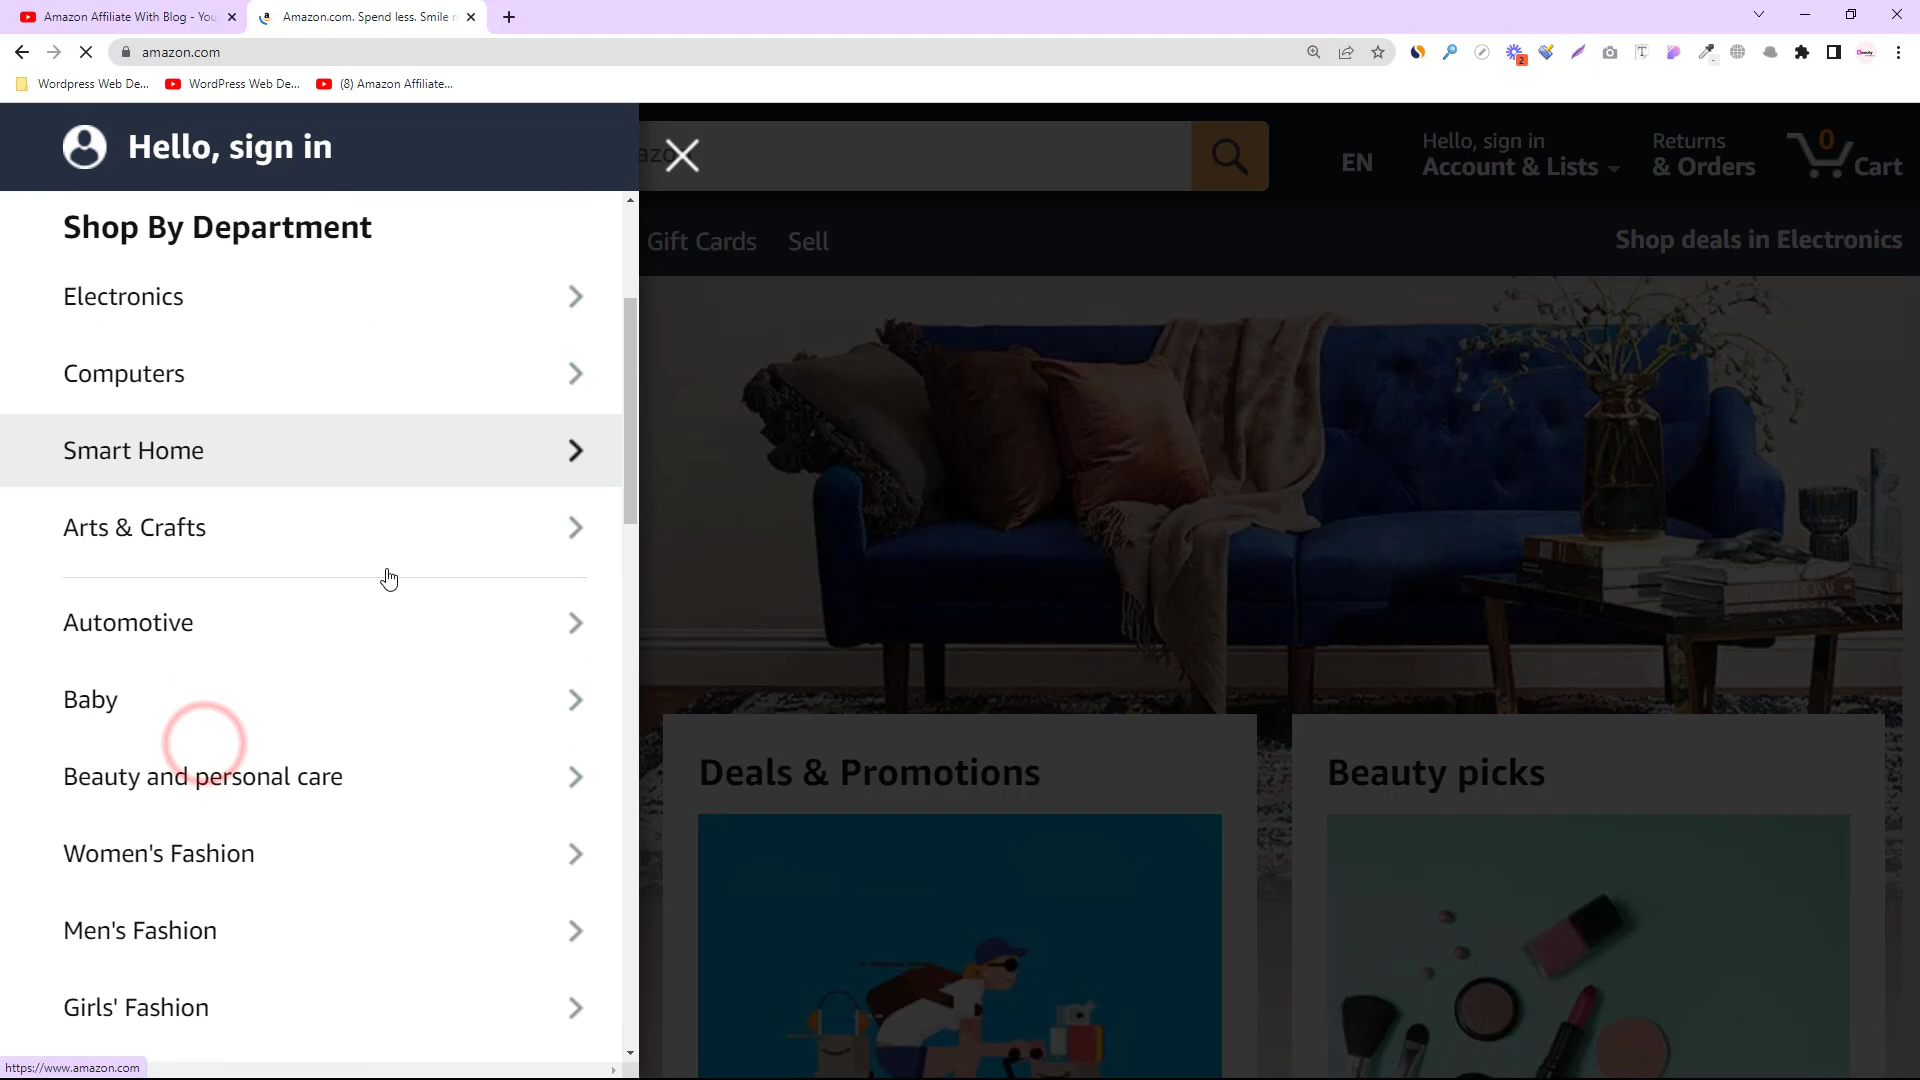 Amazon Affiliate With Blog - You
Amazon.com. Spend less. Smile m
amazon.com
2
Wordpress Web De...
WordPress Web De...
(8) Amazon Affiliate...
Hello, sign in
EN
Hello, sign in
Account & Lists
Returns
& Orders
0
Cart
Shop By Department
Gift Cards
Sell
Shop deals in Electronics
Electronics
Computers
Smart Home
Arts & Crafts
Automotive
Baby
Beauty and personal care
Women's Fashion
Men's Fashion
Girls' Fashion
Deals & Promotions
Beauty picks
https://www.amazon.com